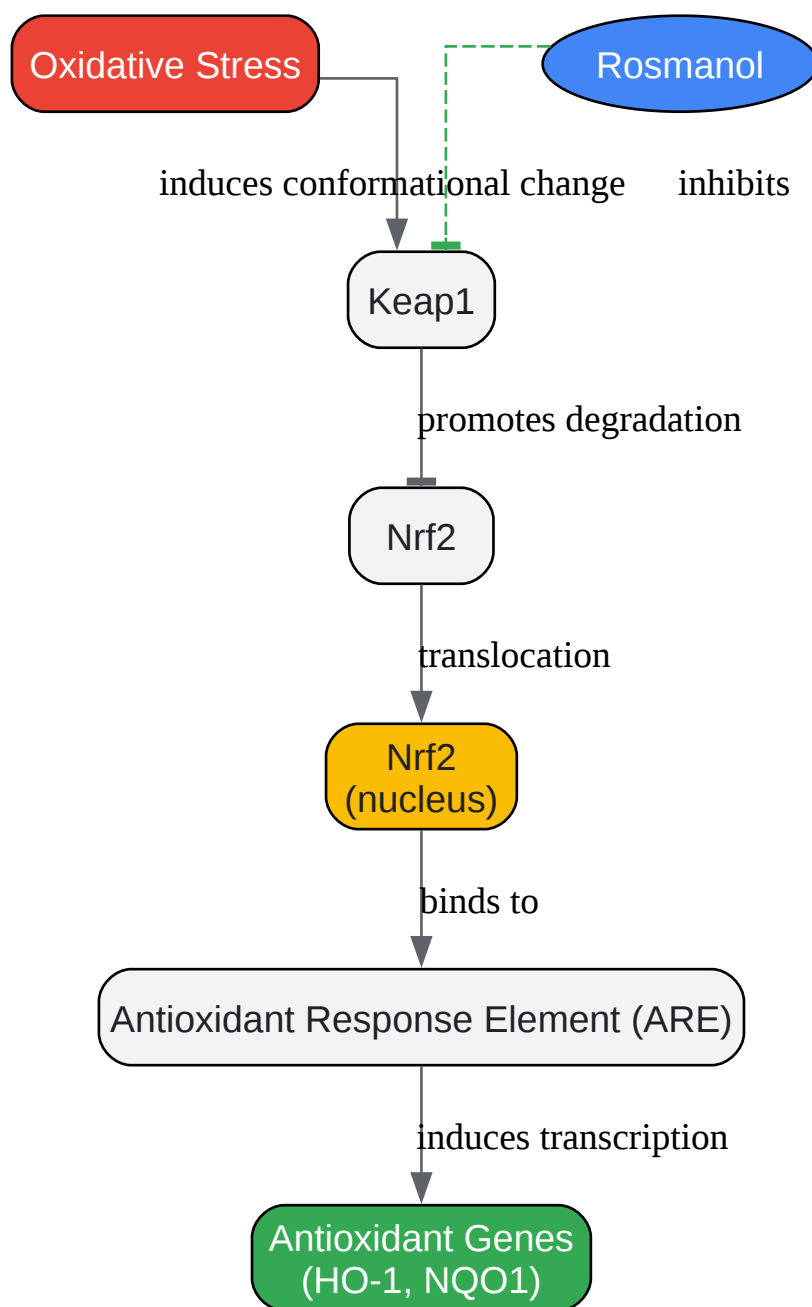 Oxidative Stress
Rosmanol
induces conformational change
inhibits
Keap1
promotes degradation
Nrf2
translocation
Nrf2
(nucleus)
binds to
Antioxidant Response Element (ARE)
induces transcription
Antioxidant Genes
(HO-1, NQO1)